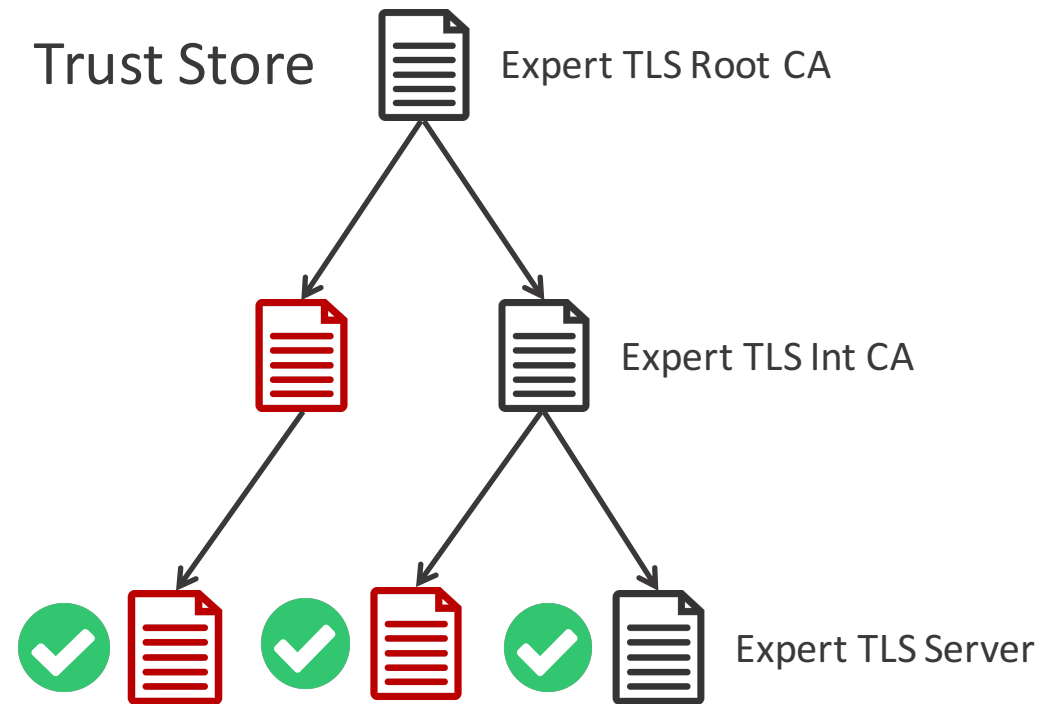 Trust Store
Expert TLS Root CA
Expert TLS Int CA
Expert TLS Server